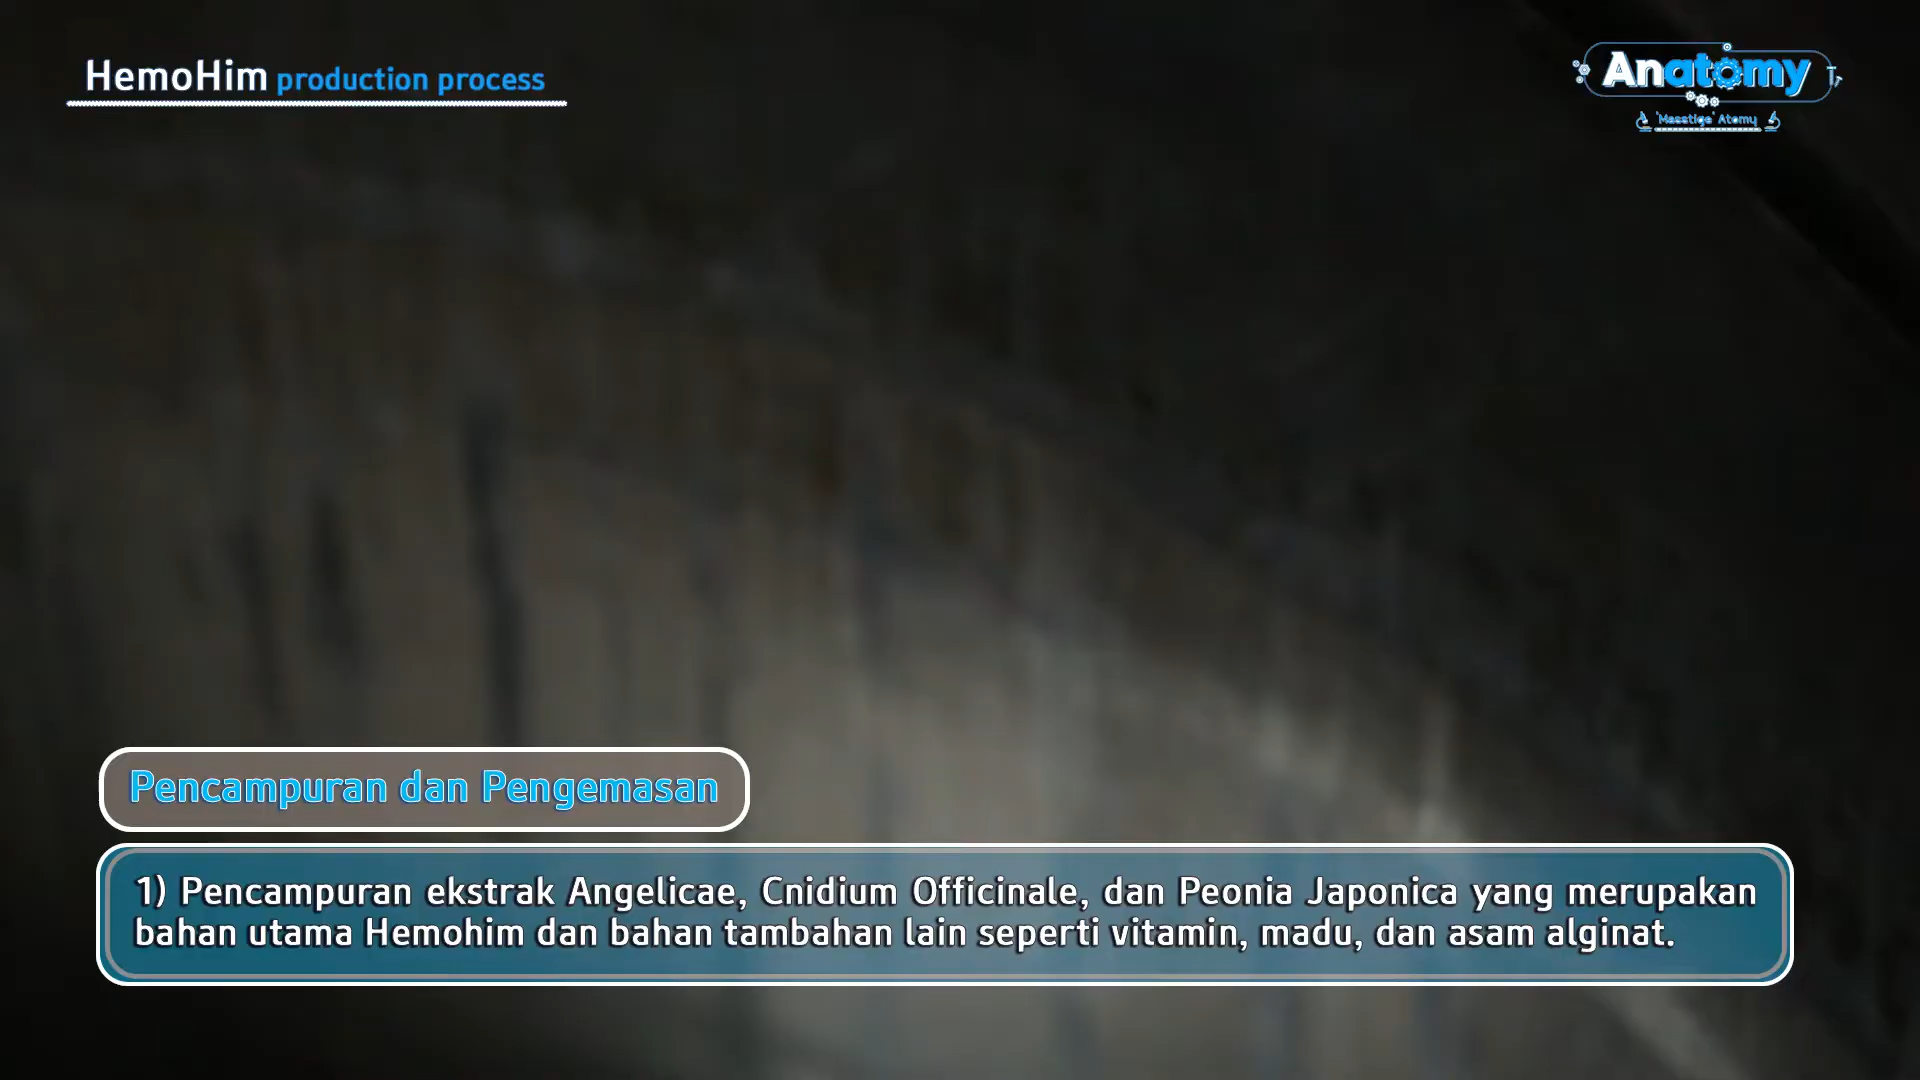 HemoHim production process
Anatomy
'Masstige' Atomy
Pencampuran dan Pengemasan
1) Pencampuran ekstrak Angelicae, Cnidium Officinale, dan Peonia Japonica yang merupakan
bahan utama Hemohim dan bahan tambahan lain seperti vitamin, madu, dan asam alginat.